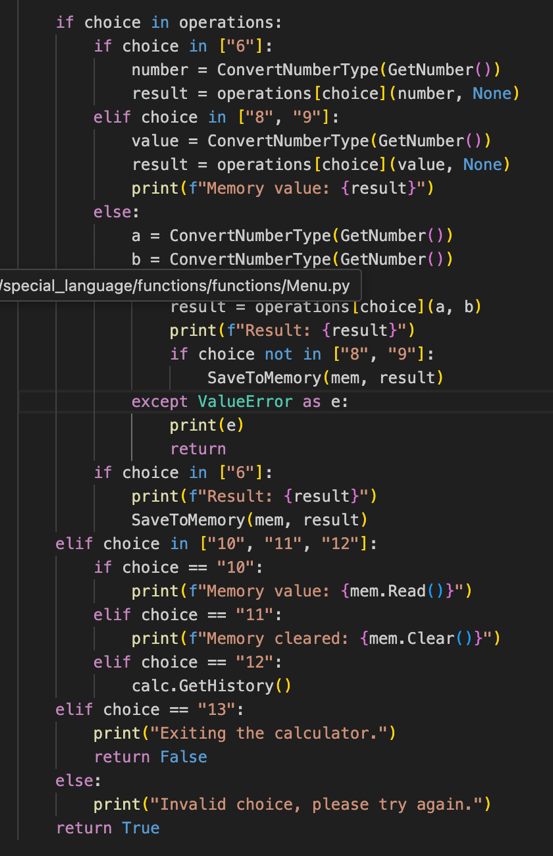 if choice in operations:
    if choice in ["6"]:
        number = ConvertNumberType(GetNumber())
        result = operations[choice](number, None)
    elif choice in ["8", "9"]:
        value = ConvertNumberType(GetNumber())
        result = operations[choice](value, None)
        print(f"Memory value: {result}")
    else:
        a = ConvertNumberType(GetNumber())
        b = ConvertNumberType(GetNumber())
/special_language/functions/functions/Menu.py
            result = operations[choice](a, b)
            print(f"Result: {result}")
            if choice not in ["8", "9"]:
                SaveToMemory(mem, result)
        except ValueError as e:
            print(e)
            return
    if choice in ["6"]:
        print(f"Result: {result}")
        SaveToMemory(mem, result)
elif choice in ["10", "11", "12"]:
    if choice == "10":
        print(f"Memory value: {mem.Read()}")
    elif choice == "11":
        print(f"Memory cleared: {mem.Clear()}")
    elif choice == "12":
        calc.GetHistory()
elif choice == "13":
    print("Exiting the calculator.")
    return False
else:
    print("Invalid choice, please try again.")
return True